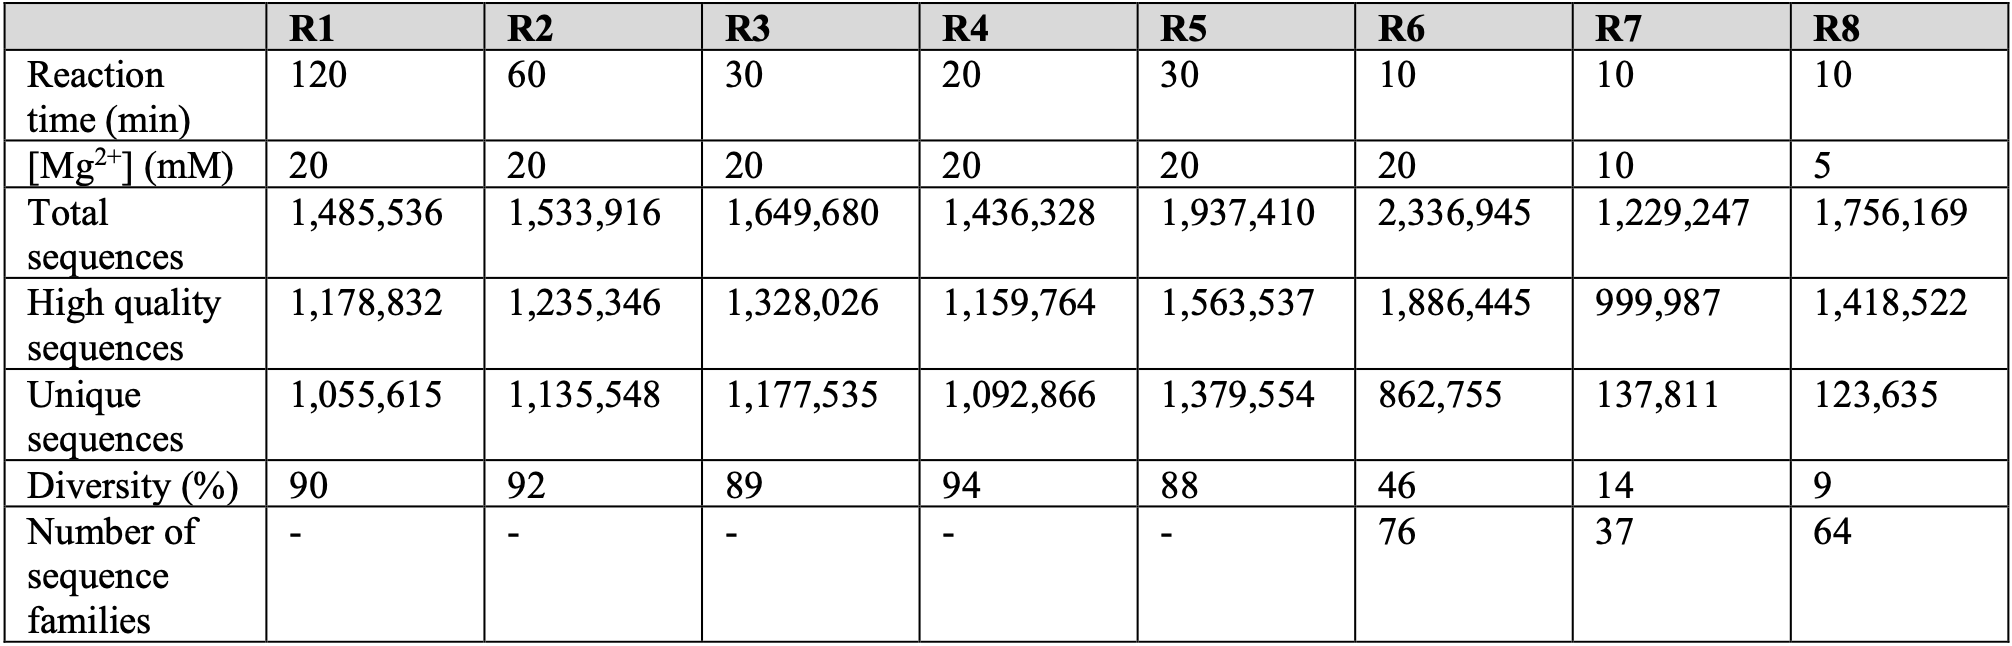 R1 R2 R3 R4 R5 R6 R7 R8
Reaction 120 60 30 20 30 10 10 10
time (min)
[Mg²⁺] (mM) 20 20 20 20 20 20 10 5
Total 1,485,536 1,533,916 1,649,680 1,436,328 1,937,410 2,336,945 1,229,247 1,756,169
sequences
High quality 1,178,832 1,235,346 1,328,026 1,159,764 1,563,537 1,886,445 999,987 1,418,522
sequences
Unique 1,055,615 1,135,548 1,177,535 1,092,866 1,379,554 862,755 137,811 123,635
sequences
Diversity (%) 90 92 89 94 88 46 14 9
Number of - - - - - 76 37 64
sequence
families